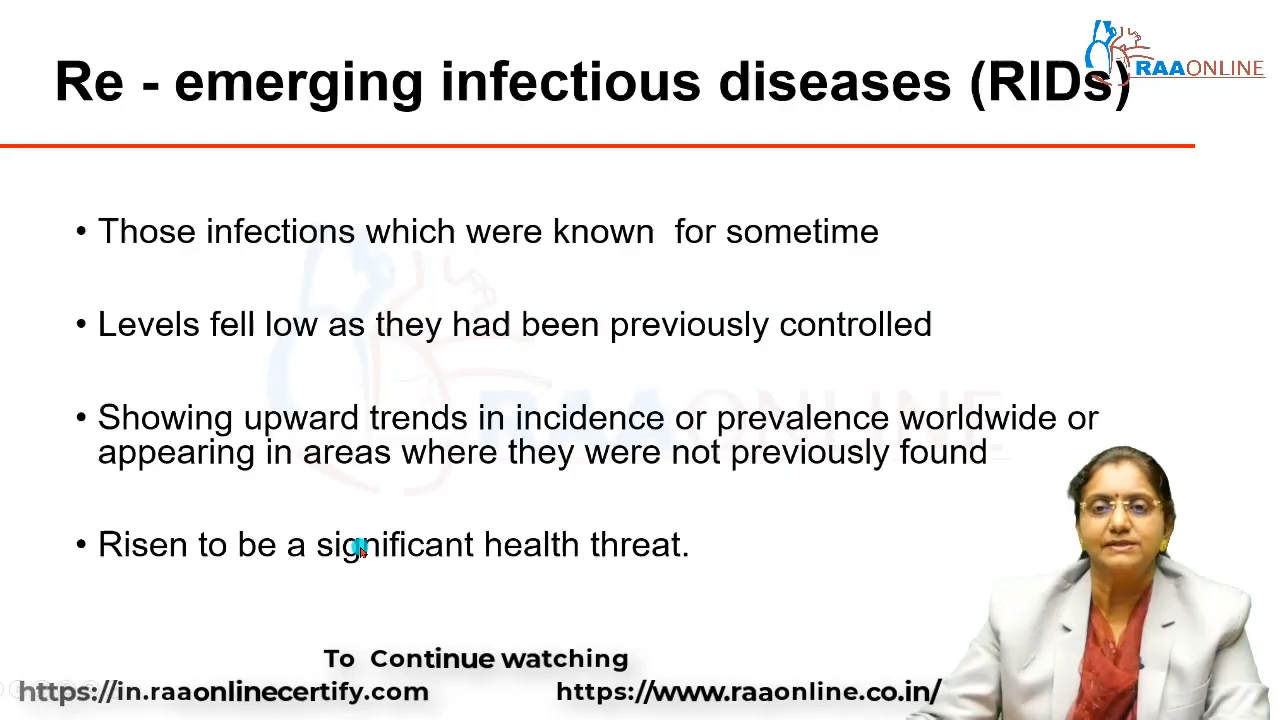 Re - emerging infectious diseases (RIDs)
RAAONLINE
• Those infections which were known for sometime
• Levels fell low as they had been previously controlled
• Showing upward trends in incidence or prevalence worldwide or
appearing in areas where they were not previously found
• Risen to be a significant health threat.
RAAONLINE
To Continue watching
https://in.raaonlinecertify.com https://www.raaonline.co.in/